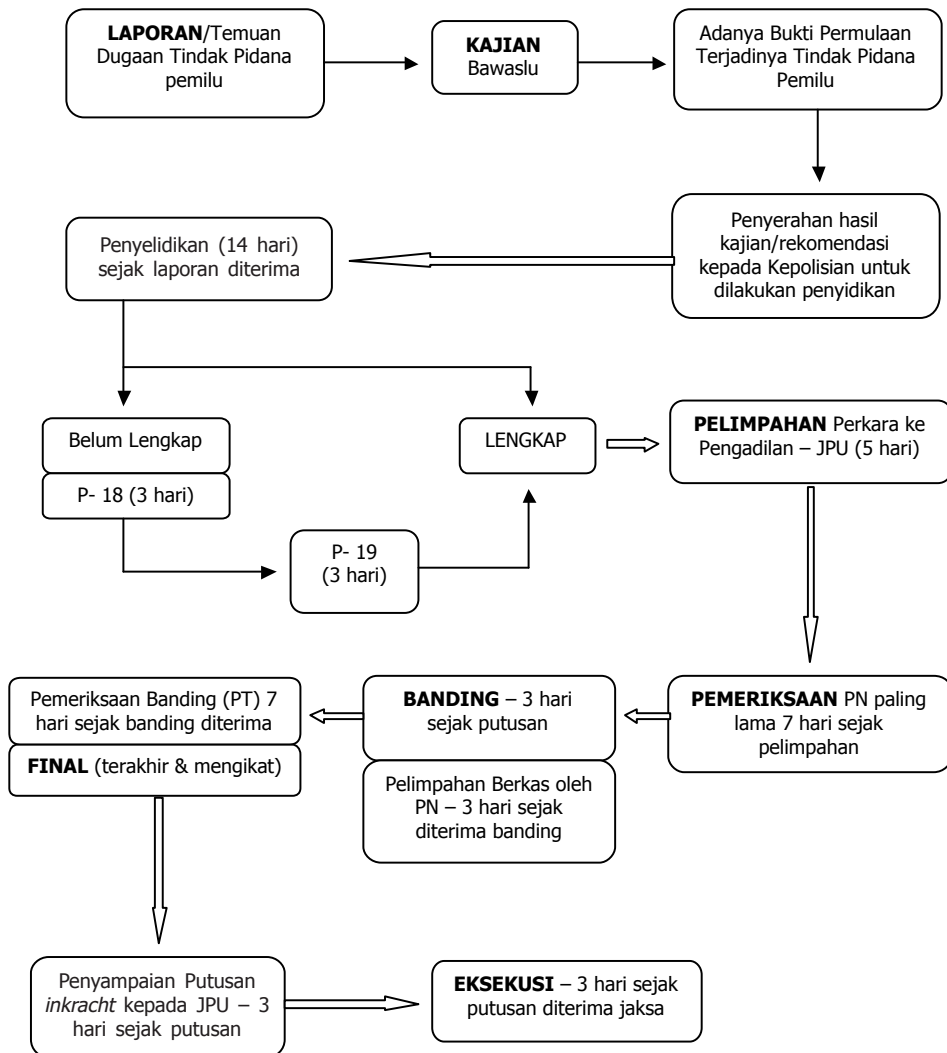 LAPORAN/Temuan
Dugaan Tindak Pidana
pemilu
KAJIAN
Bawaslu
Adanya Bukti Permulaan
Terjadinya Tindak Pidana
Pemilu
Penyerahan hasil
kajian/rekomendasi
kepada Kepolisian untuk
dilakukan penyidikan
Penyelidikan (14 hari)
sejak laporan diterima
Belum Lengkap
P- 18 (3 hari)
P- 19
(3 hari)
LENGKAP
PELIMPAHAN Perkara ke
Pengadilan – JPU (5 hari)
PEMERIKSAAN PN paling
lama 7 hari sejak
pelimpahan
BANDING – 3 hari
sejak putusan
Pelimpahan Berkas oleh
PN – 3 hari sejak
diterima banding
Pemeriksaan Banding (PT) 7
hari sejak banding diterima
FINAL (terakhir & mengikat)
Penyampaian Putusan
inkracht kepada JPU – 3
hari sejak putusan
EKSEKUSI – 3 hari sejak
putusan diterima jaksa